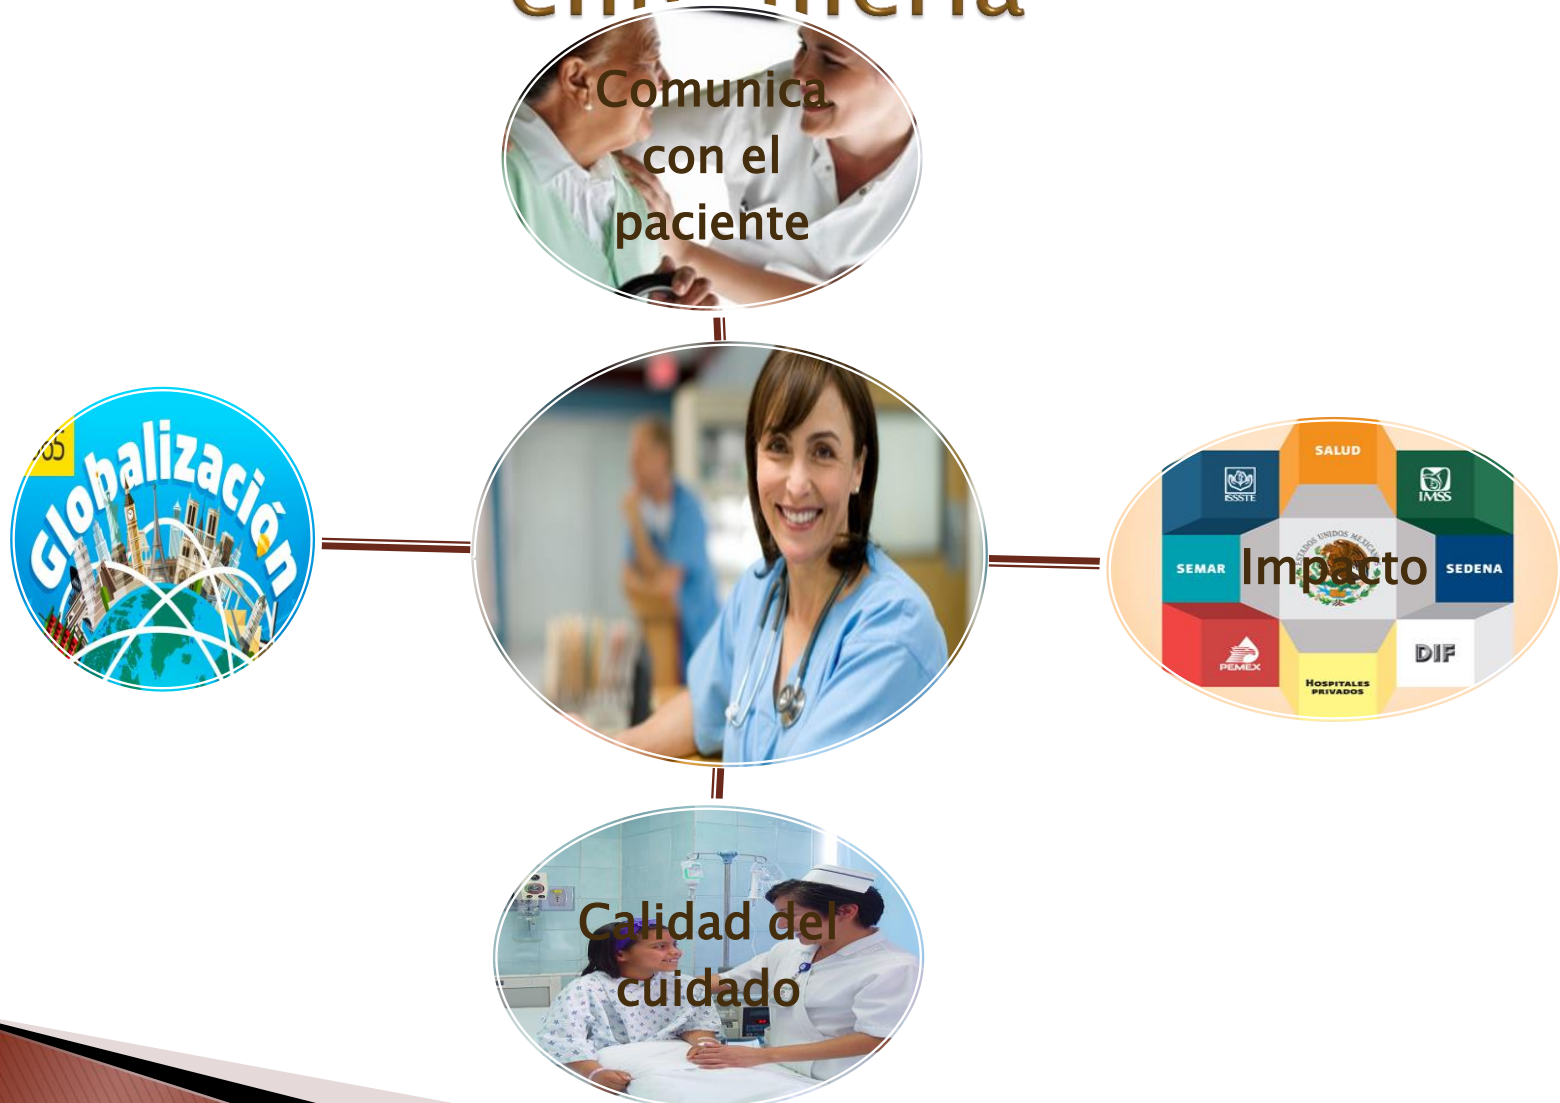 Comunica
con el
paciente
Globalización
SALUD
ISSSTE
IMSS
SEMAR
Impacto
SEDENA
PEMEX
DIF
HOSPITALES
PRIVADOS
Calidad del
cuidado